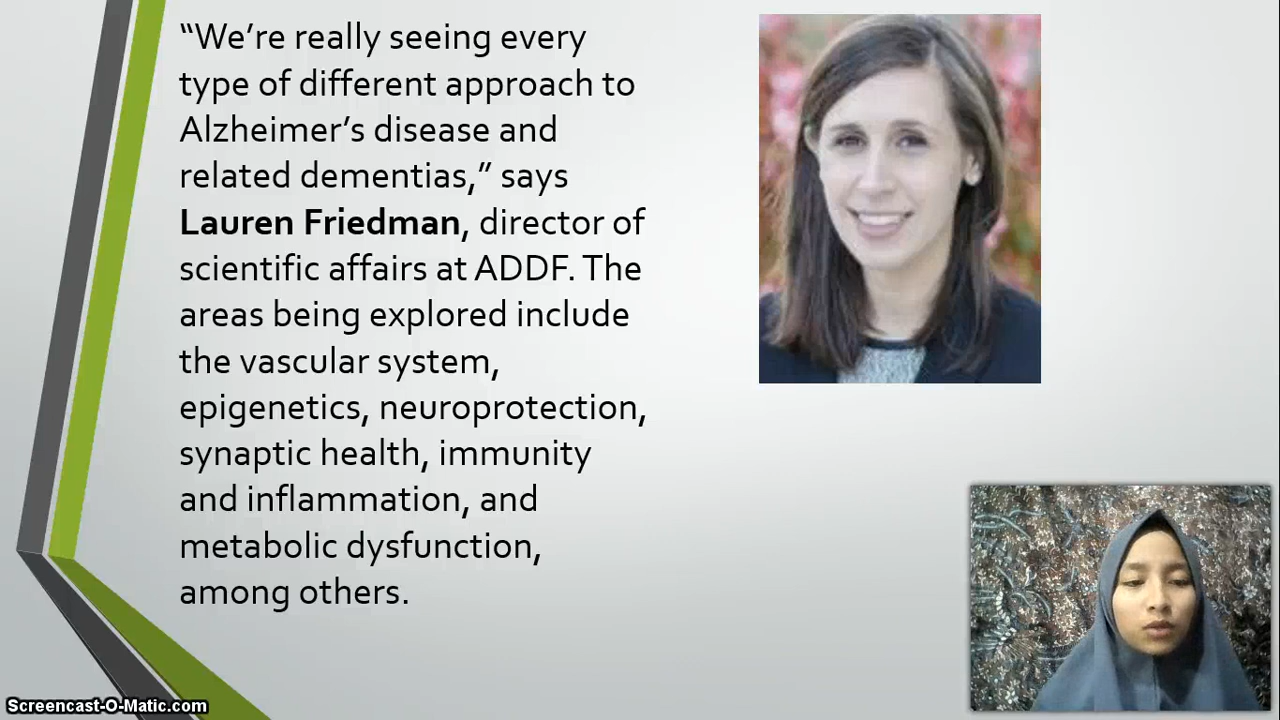 “We’re really seeing every
type of different approach to
Alzheimer’s disease and
related dementias,” says
Lauren Friedman, director of
scientific affairs at ADDF. The
areas being explored include
the vascular system,
epigenetics, neuroprotection,
synaptic health, immunity
and inflammation, and
metabolic dysfunction,
among others.
Screencast-O-Matic.com